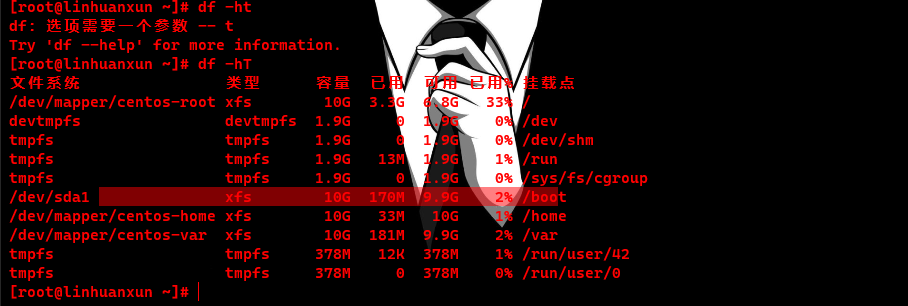 [root@linhuanxun ~]# df -ht
df: 选项需要一个参数 -- t
Try 'df --help' for more information.
[root@linhuanxun ~]# df -hT
文件系统 类型 容量 已用 可用 已用% 挂载点
/dev/mapper/centos-root xfs 10G 3.3G 6.8G 33% /
devtmpfs devtmpfs 1.9G 0 1.9G 0% /dev
tmpfs tmpfs 1.9G 0 1.9G 0% /dev/shm
tmpfs tmpfs 1.9G 13M 1.9G 1% /run
tmpfs tmpfs 1.9G 0 1.9G 0% /sys/fs/cgroup
/dev/sda1 xfs 10G 170M 9.9G 2% /boot
/dev/mapper/centos-home xfs 10G 33M 10G 1% /home
/dev/mapper/centos-var xfs 10G 181M 9.9G 2% /var
tmpfs tmpfs 378M 12K 378M 1% /run/user/42
tmpfs tmpfs 378M 0 378M 0% /run/user/0
[root@linhuanxun ~]#